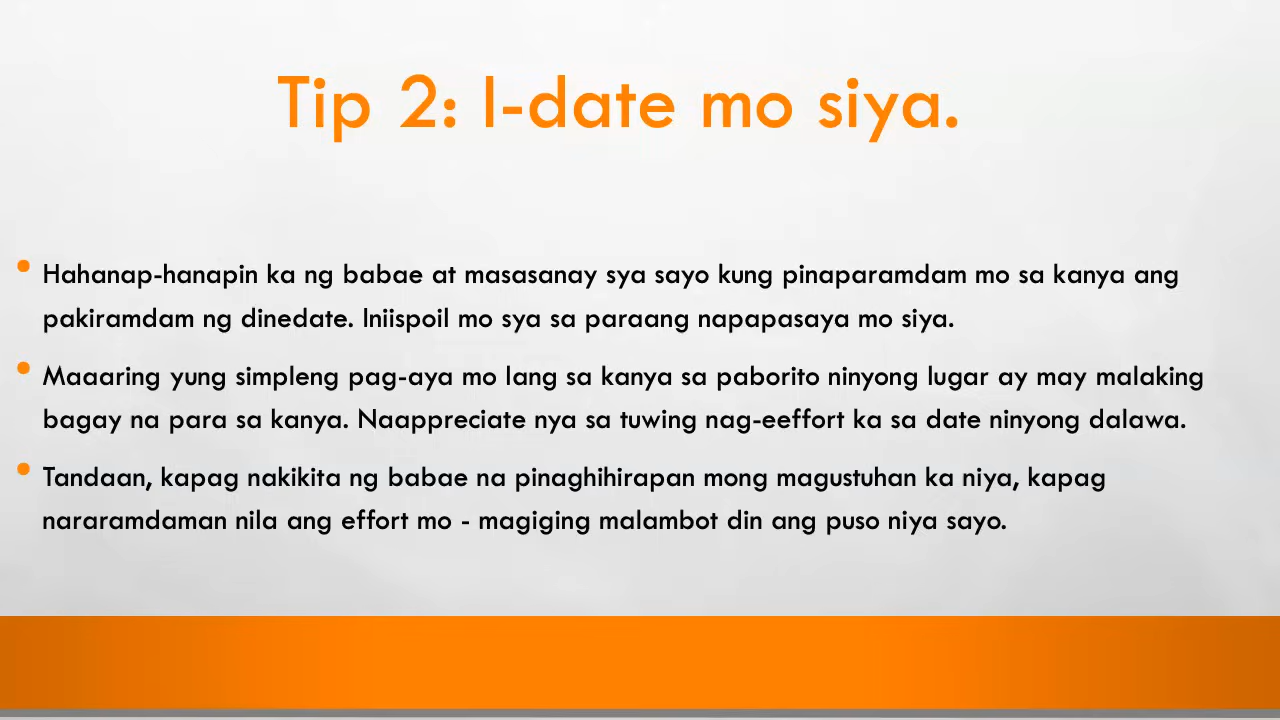 Tip 2: I-date mo siya.
• Hahanap-hanapin ka ng babae at masasanay sya sayo kung pinaparamdam mo sa kanya ang
pakiramdam ng dinedate. Iniispoil mo sya sa paraang napapasaya mo siya.
• Maaaring yung simpleng pag-aya mo lang sa kanya sa paborito ninyong lugar ay may malaking
bagay na para sa kanya. Naappreciate nya sa tuwing nag-eeffort ka sa date ninyong dalawa.
• Tandaan, kapag nakikita ng babae na pinaghihirapan mong magustuhan ka niya, kapag
nararamdaman nila ang effort mo - magiging malambot din ang puso niya sayo.